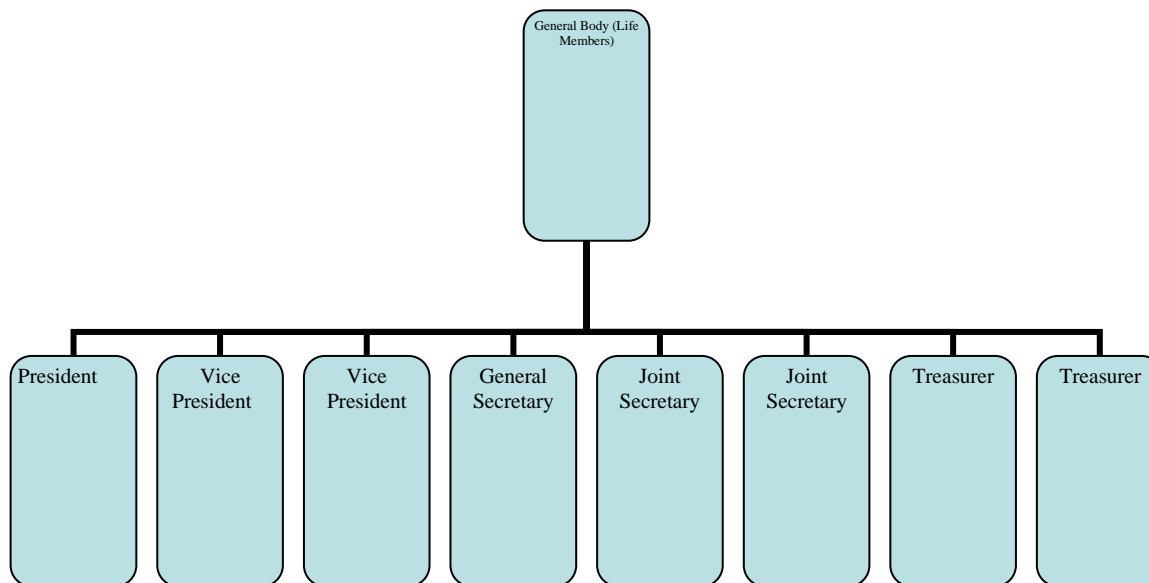 General Body (Life
Members)
President
Vice
President
Vice
President
General
Secretary
Joint
Secretary
Joint
Secretary
Treasurer
Treasurer